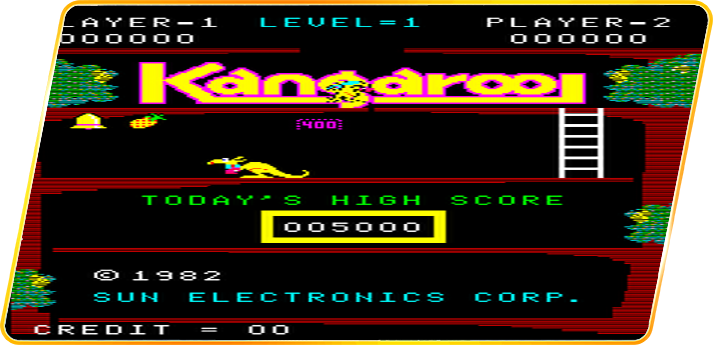 LAYER-1 LEVEL=1 PLAYER-2
000000 000000
Kangaroo
400
TODAY'S HIGH SCORE
005000
© 1982
SUN ELECTRONICS CORP.
CREDIT = 00